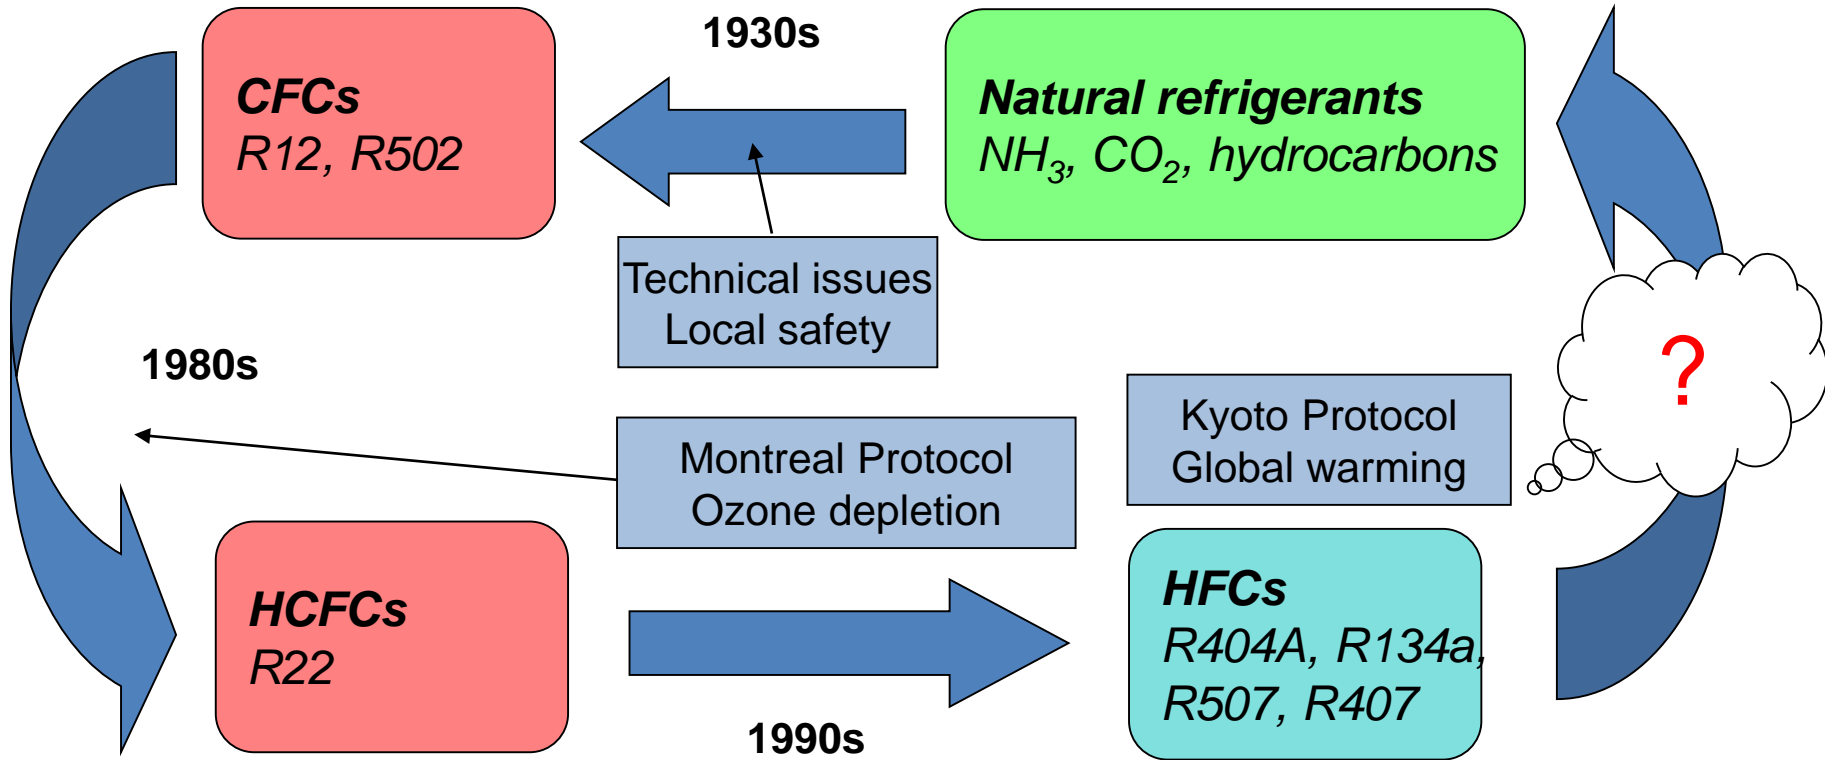 1930s
CFCs
R12, R502
Natural refrigerants
NH₃, CO₂, hydrocarbons
Technical issues
Local safety
1980s
?
Kyoto Protocol
Global warming
Montreal Protocol
Ozone depletion
HCFCs
R22
HFCs
R404A, R134a,
R507, R407
1990s